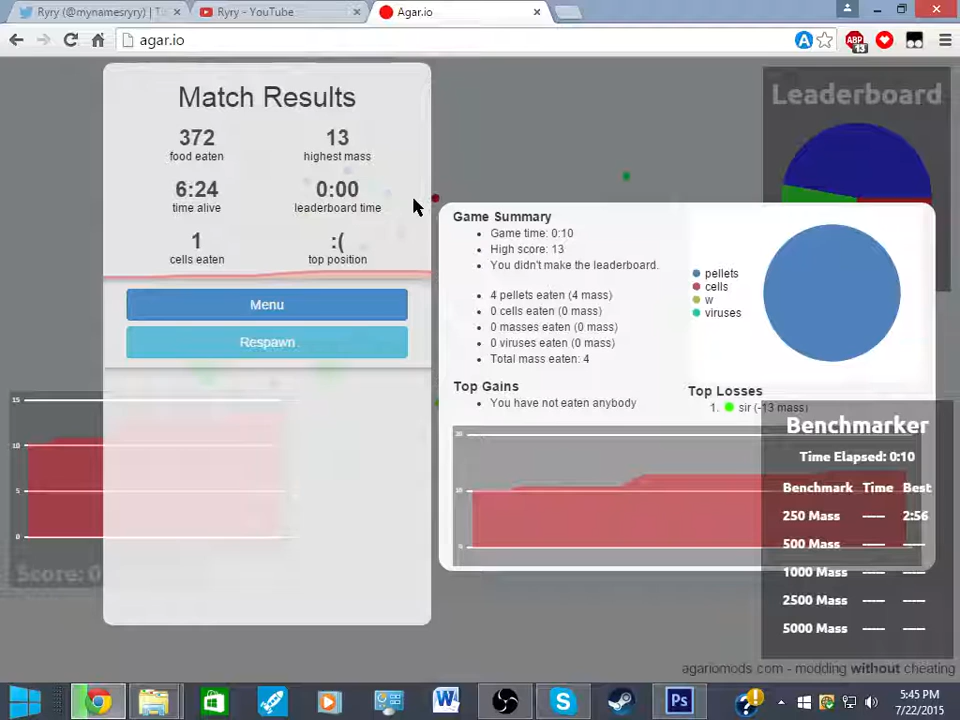 Ryry (@mynamesryry) | T
Ryry - YouTube
Agar.io
agar.io
A
ABP
13
Match Results
372
13
food eaten
highest mass
6:24
0:00
time alive
leaderboard time
1
:(
cells eaten
top position
Menu
Respawn
Leaderboard
Game Summary
Game time: 0:10
High score: 13
You didn't make the leaderboard.
4 pellets eaten (4 mass)
0 cells eaten (0 mass)
0 masses eaten (0 mass)
0 viruses eaten (0 mass)
Total mass eaten: 4
pellets
cells
w
viruses
Top Gains
You have not eaten anybody
Top Losses
1. sir (-13 mass)
15
10
5
0
Score: 0
20
10
0
Benchmarker
Time Elapsed: 0:10
Benchmark Time Best
250 Mass —— 2:56
500 Mass —— ——
1000 Mass —— ——
2500 Mass —— ——
5000 Mass —— ——
agariomods.com - modding without cheating
W
S
Ps
5:45 PM
7/22/2015